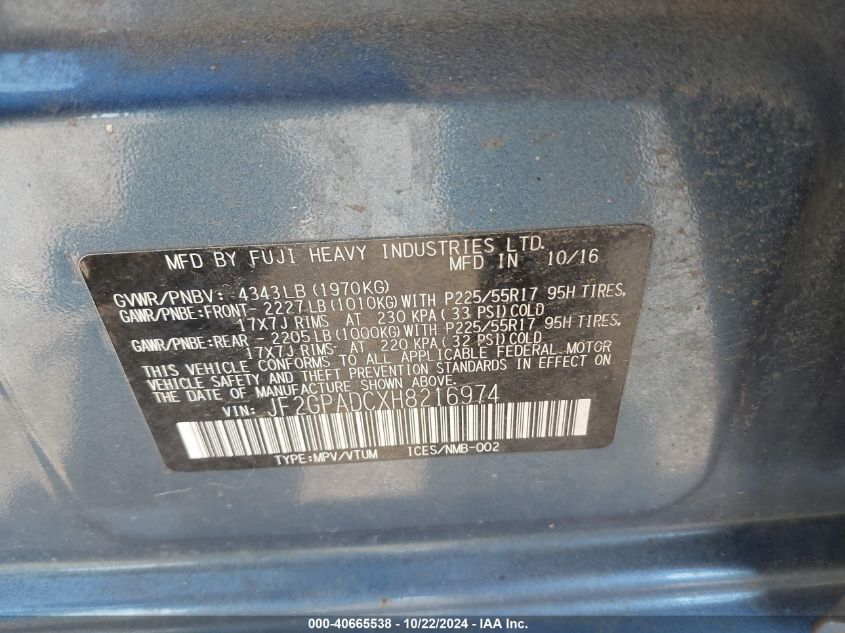 MFD BY FUJI HEAVY INDUSTRIES LTD.
MFD IN 10/16
GVWR/PNBV: 4343LB (1970KG)
GAWR/PNBE:FRONT- 2227LB(1010KG)WITH P225/55R17 95H TIRES,
17X7J RIMS AT 230 KPA( 33 PSI)COLD
GAWR/PNBE:REAR - 2205LB(1000KG)WITH P225/55R17 95H TIRES,
17X7J RIMS AT 220 KPA( 32 PSI)COLD
THIS VEHICLE CONFORMS TO ALL APPLICABLE FEDERAL MOTOR
VEHICLE SAFETY AND THEFT PREVENTION STANDARDS IN EFFECT ON
THE DATE OF MANUFACTURE SHOWN ABOVE.
VIN: JF2GPADCXH8216974
TYPE:MPV/VTUM ICES/NMB-002
000-40665538 - 10/22/2024 - IAA Inc.